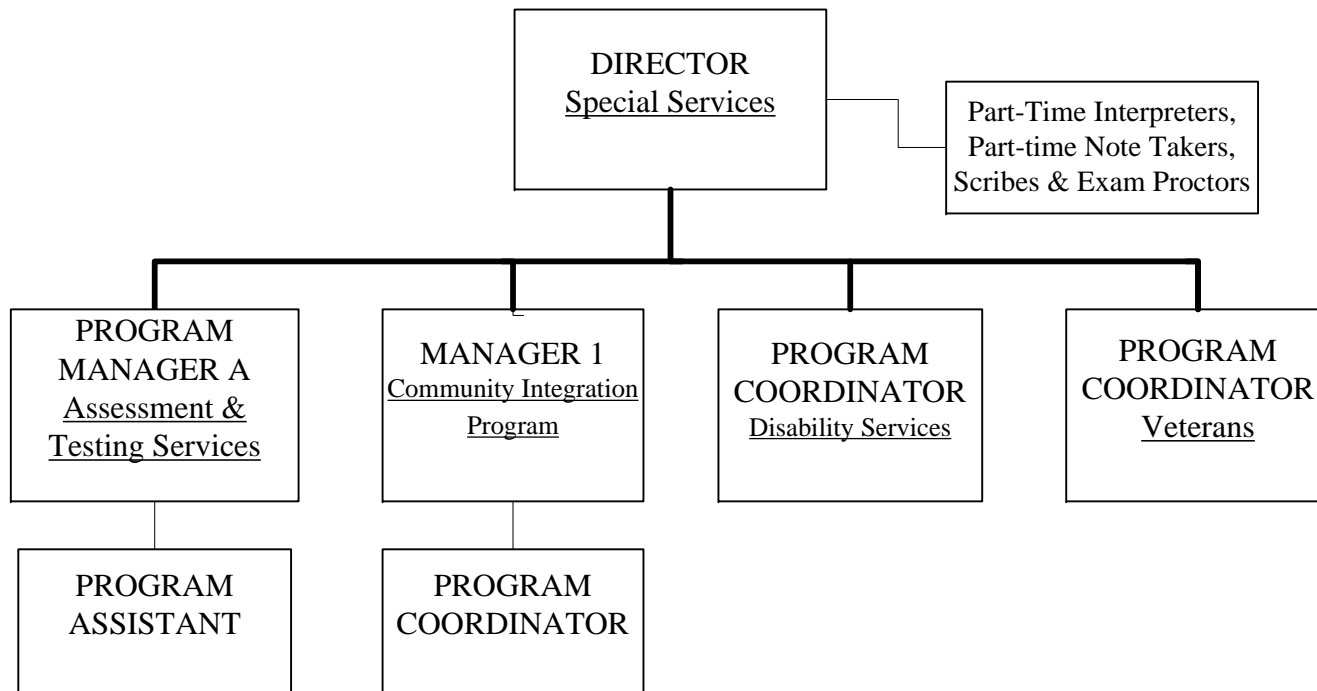 DIRECTOR
Special Services
Part-Time Interpreters,
Part-time Note Takers,
Scribes & Exam Proctors
PROGRAM
MANAGER A
Assessment &
Testing Services
MANAGER 1
Community Integration
Program
PROGRAM
COORDINATOR
Disability Services
PROGRAM
COORDINATOR
Veterans
PROGRAM
ASSISTANT
PROGRAM
COORDINATOR